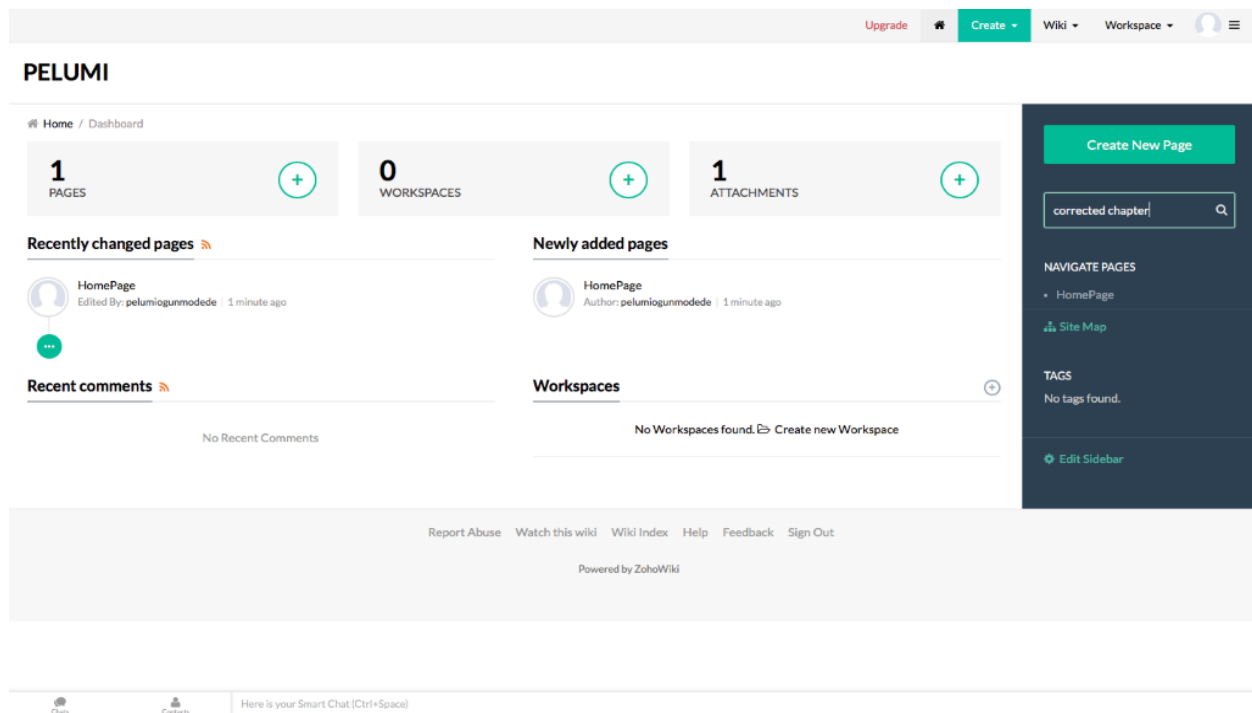 Upgrade Create Wiki Workspace
PELUMI
Home / Dashboard
1
PAGES
+
0
WORKSPACES
+
1
ATTACHMENTS
+
Recently changed pages
HomePage
Edited By: pelumiogunmodede | 1 minute ago
Newly added pages
HomePage
Author: pelumiogunmodede | 1 minute ago
Recent comments
No Recent Comments
Workspaces
No Workspaces found. Create new Workspace
Create New Page
corrected chapter
NAVIGATE PAGES
• HomePage
Site Map
TAGS
No tags found.
Edit Sidebar
Report Abuse Watch this wiki Wiki Index Help Feedback Sign Out
Powered by ZohoWiki
Chats Contacts Here is your Smart Chat (Ctrl+Space)